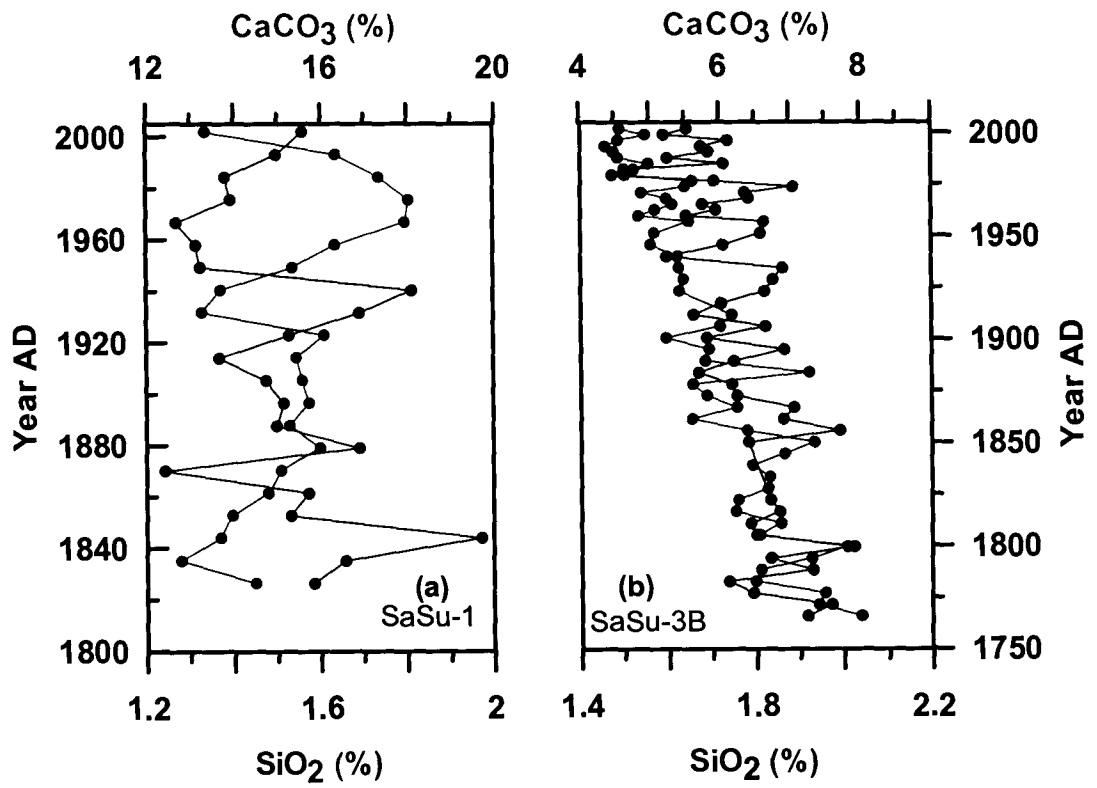 CaCO3 (%)
12 16 20
2000
1960
1920
1880
1840
1800
Year AD
(a)
SaSu-1
1.2 1.6 2
SiO2 (%)
CaCO3 (%)
4 6 8
2000
1950
1900
1850
1800
1750
Year AD
(b)
SaSu-3B
1.4 1.8 2.2
SiO2 (%)